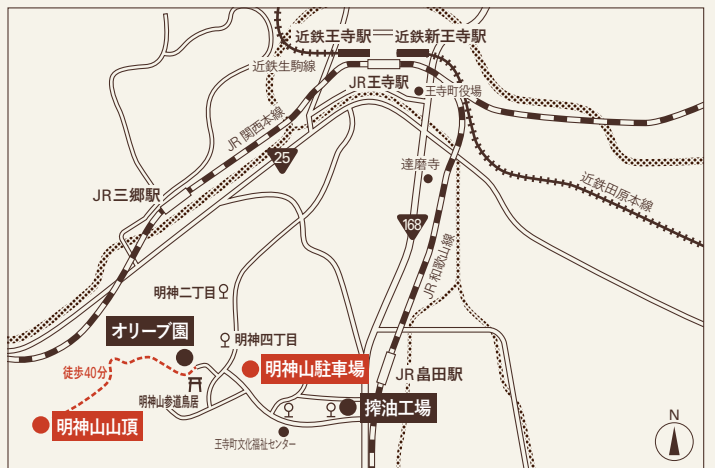 近鉄王寺駅
近鉄新王寺駅
近鉄生駒線
JR王寺駅
王寺町役場
JR関西本線
25
達磨寺
JR三郷駅
近鉄田原本線
168
JR和歌山線
明神二丁目
オリーブ園
明神四丁目
徒歩40分
明神山駐車場
JR畠田駅
明神山参道鳥居
搾油工場
明神山山頂
王寺町文化福祉センター
N